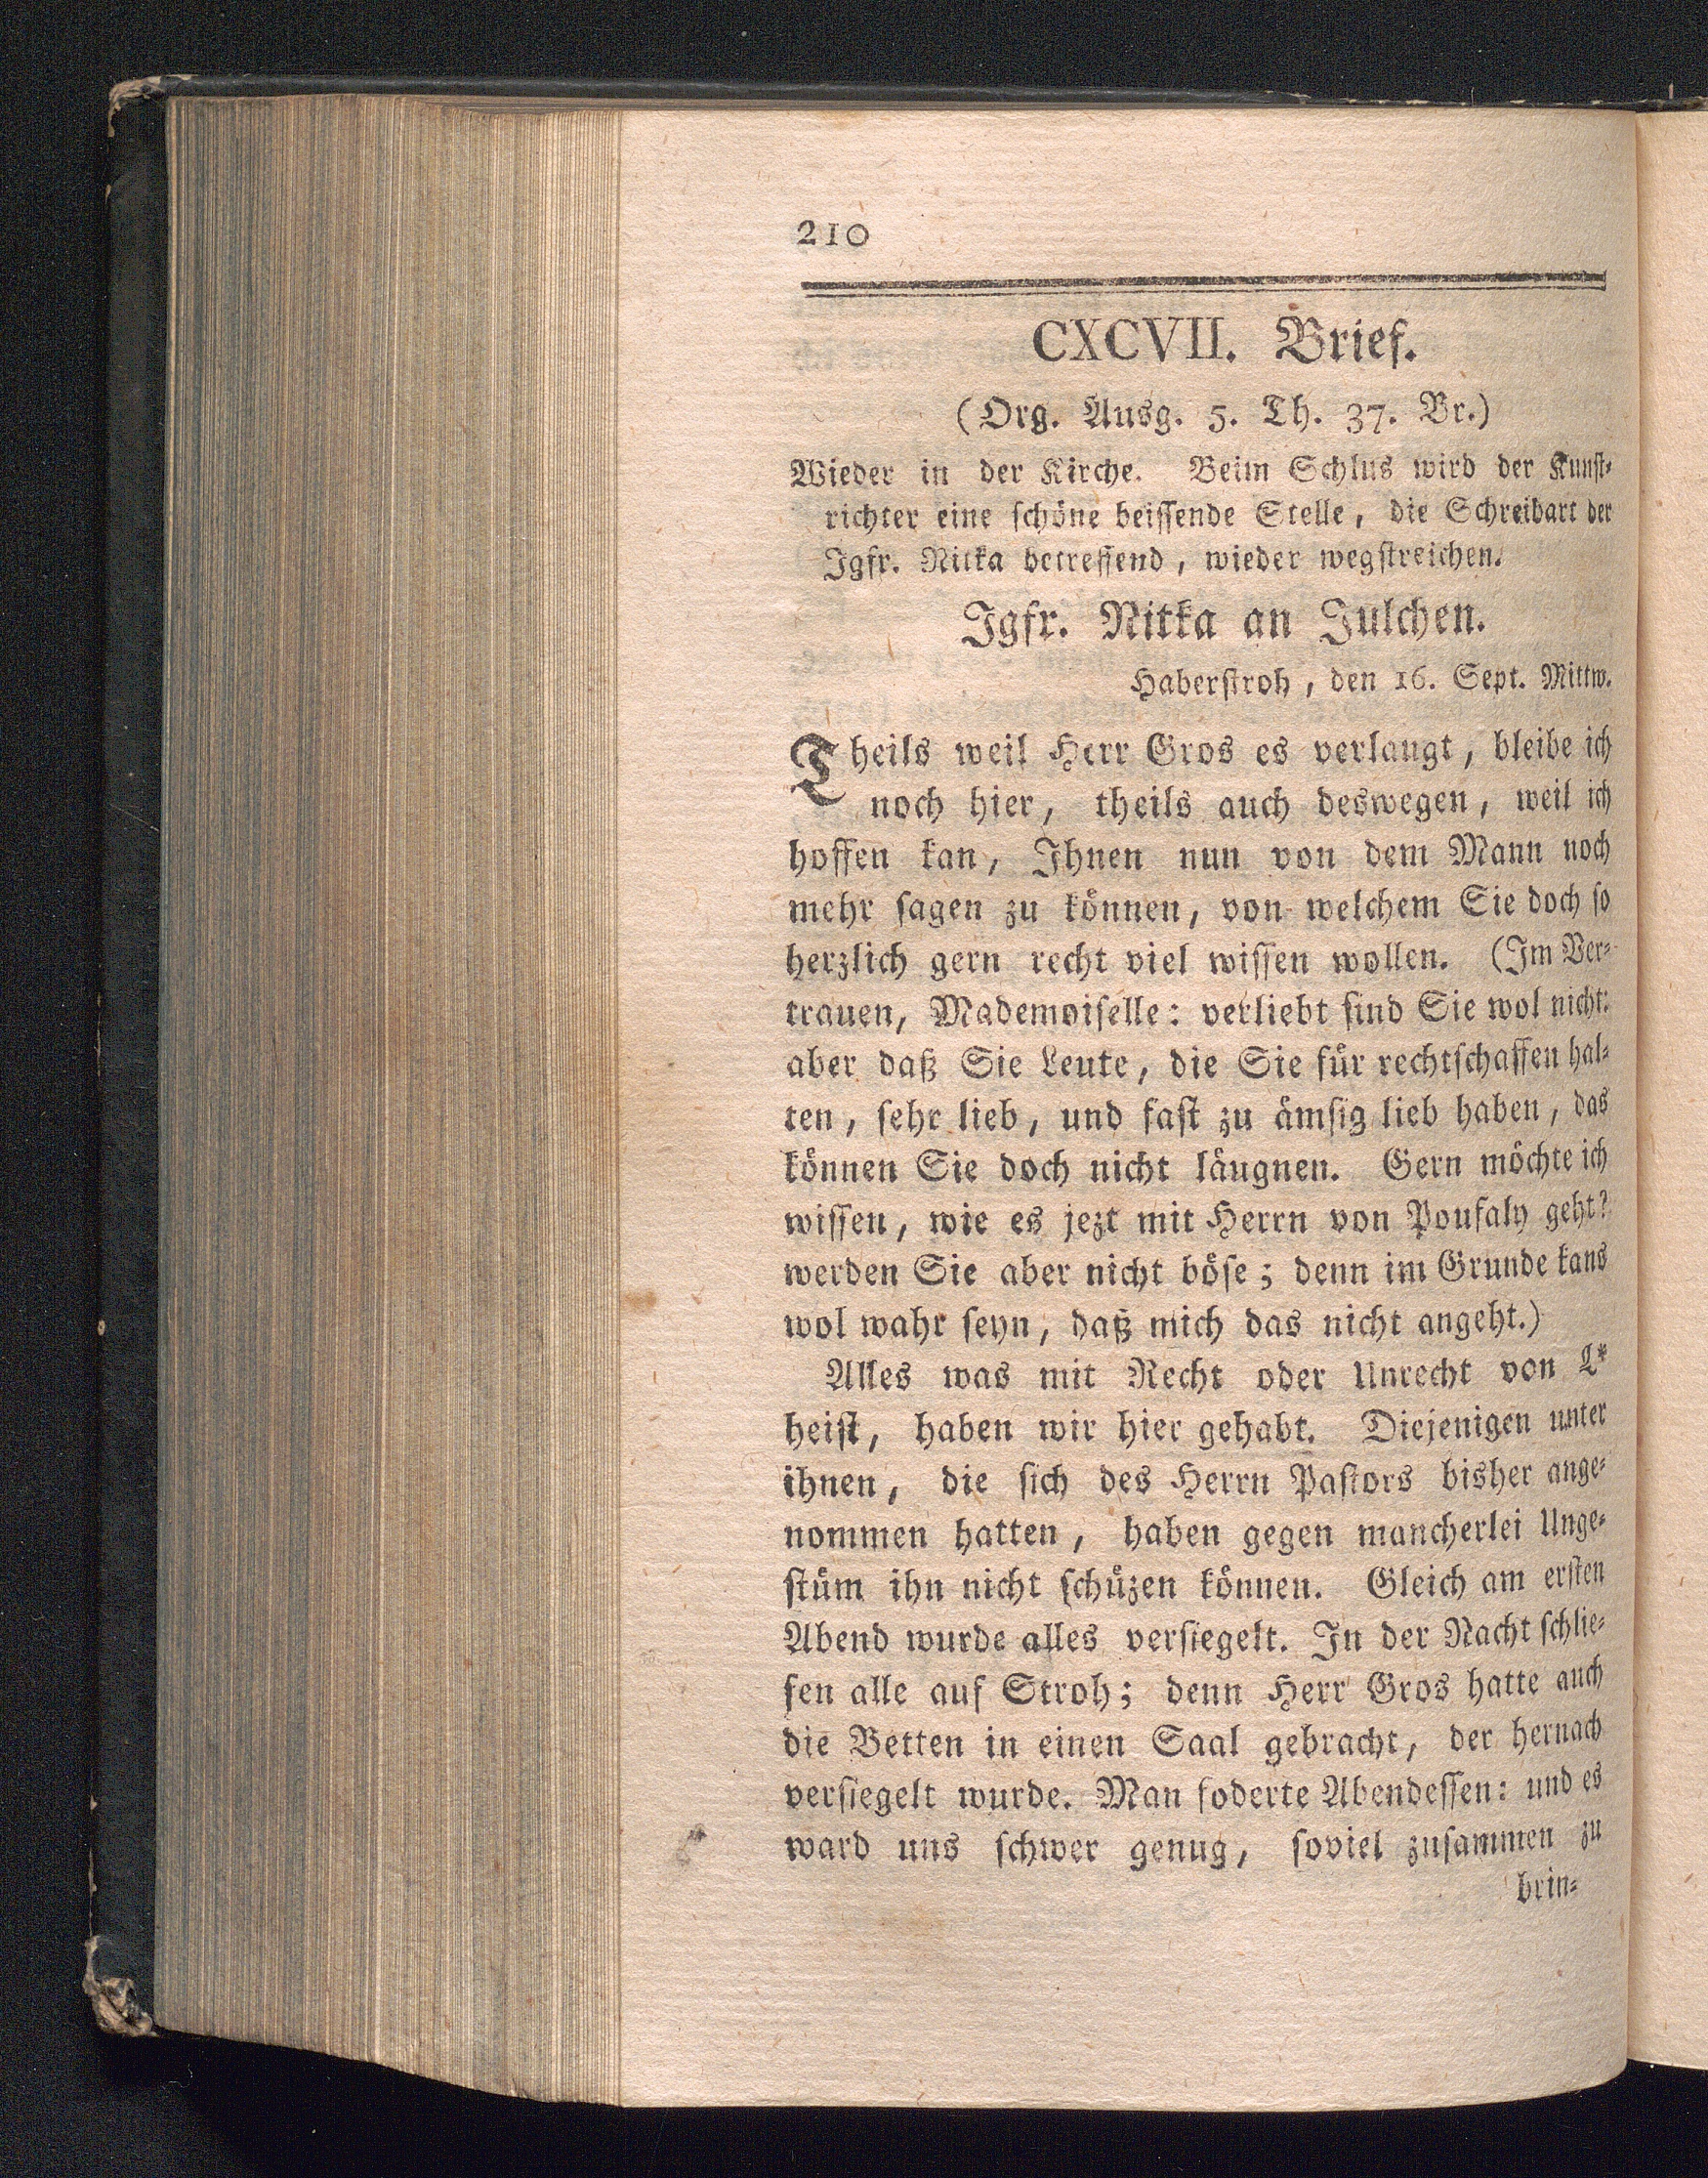 210
CXCVII. Brief.
(Org. Ausg. 5. Th. 37. Br.)
Wieder in der Kirche. Beim Schlus wird der Kunst-
richter eine schöne beissende Stelle, die Schreibart der
Jgfr. Nitka betreffend, wieder wegstreichen.
Jgfr. Nitka an Julchen.
Haberstroh, den 16. Sept. Mittw.
Theils weil Herr Gros es verlangt, bleibe ich
noch hier, theils auch deswegen, weil ich
hoffen kan, Ihnen nun von dem Mann noch
mehr sagen zu können, von welchem Sie doch so
herzlich gern recht viel wissen wollen. (Im Ver-
trauen, Mademoiselle: verliebt sind Sie wol nicht:
aber daß Sie Leute, die Sie für rechtschaffen hal-
ten, sehr lieb, und fast zu ämsig lieb haben, das
können Sie doch nicht läugnen. Gern möchte ich
wissen, wie es jezt mit Herrn von Poufaly geht?
werden Sie aber nicht böse; denn im Grunde kans
wol wahr seyn, daß mich das nicht angeht.)
Alles was mit Recht oder Unrecht von L*
heist, haben wir hier gehabt. Diejenigen unter
ihnen, die sich des Herrn Pastors bisher ange-
nommen hatten, haben gegen mancherlei Unge-
stüm ihn nicht schüzen können. Gleich am ersten
Abend wurde alles versiegelt. In der Nacht schlie-
fen alle auf Stroh; denn Herr Gros hatte auch
die Betten in einen Saal gebracht, der hernach
versiegelt wurde. Man foderte Abendessen: und es
ward uns schwer genug, soviel zusammen zu
brin-